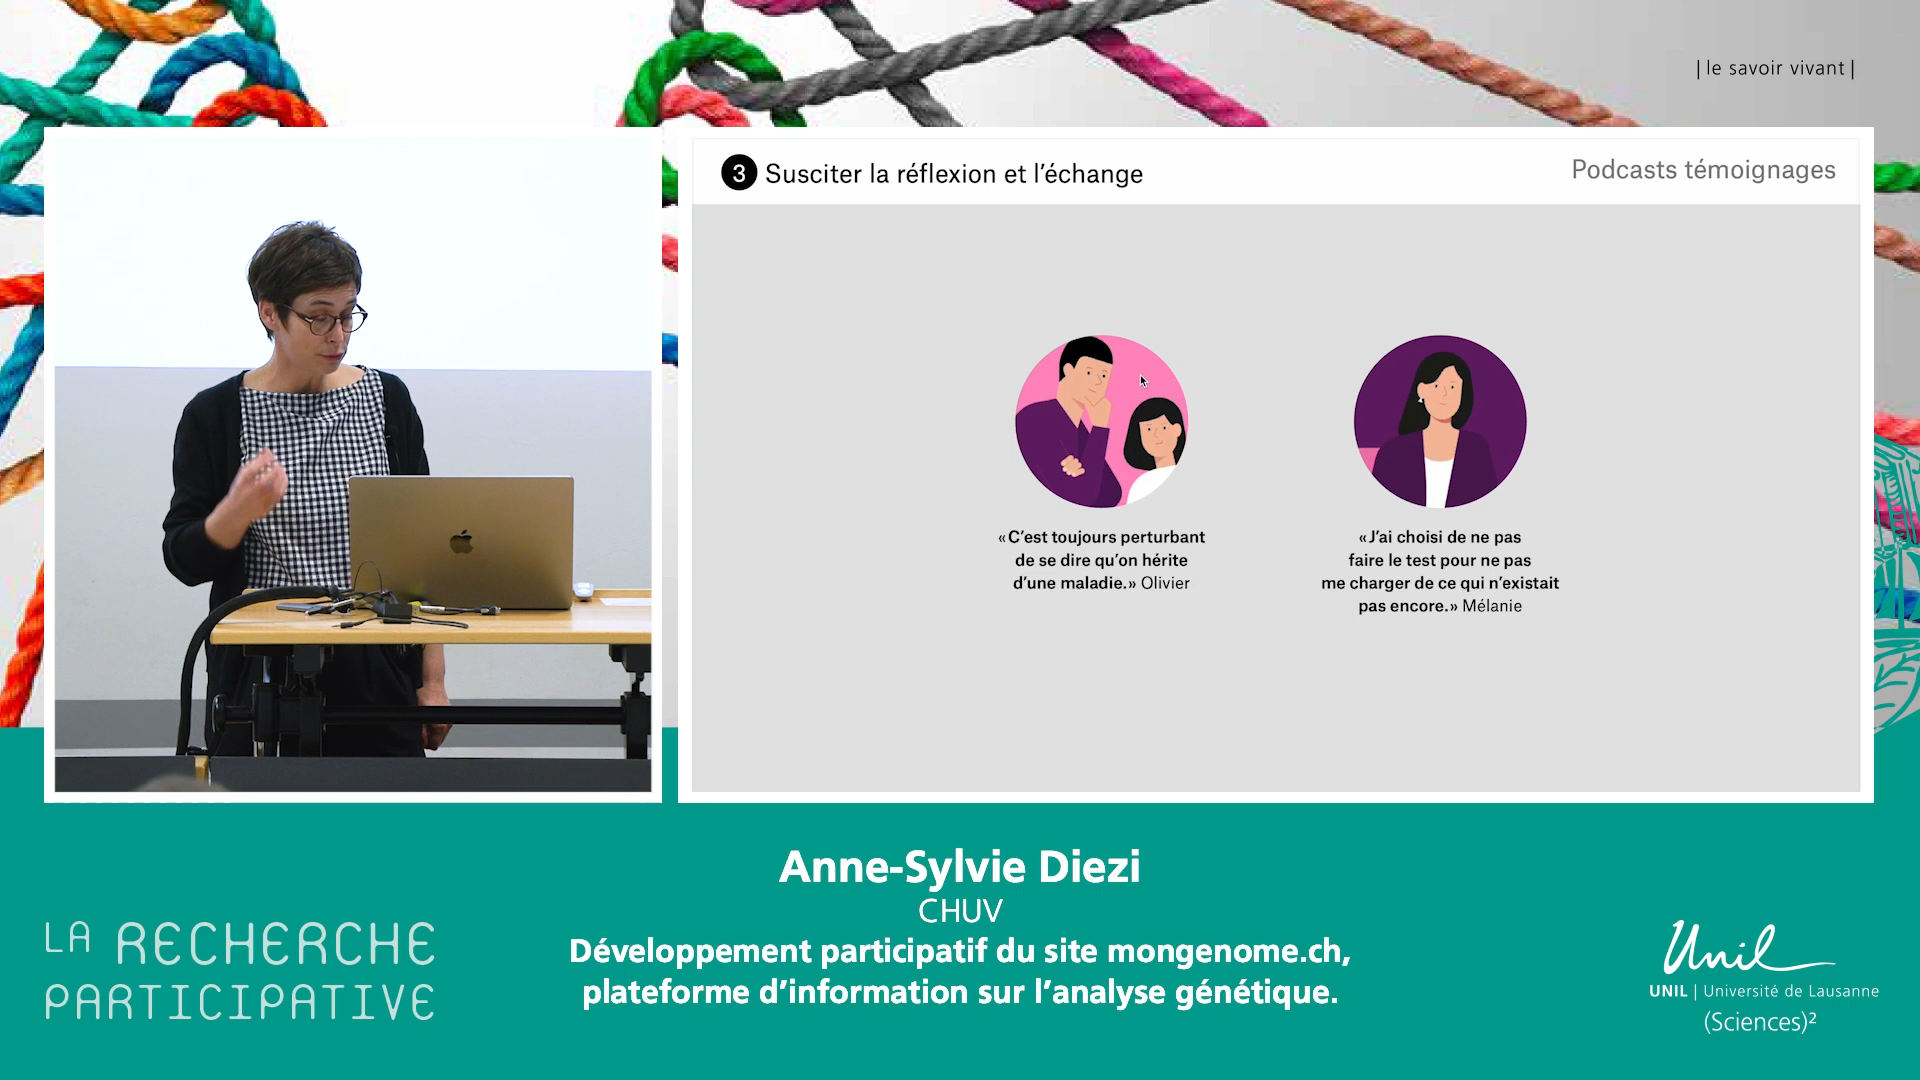 | le savoir vivant |
3 Susciter la réflexion et l'échange
Podcasts témoignages
«C'est toujours perturbant
de se dire qu'on hérite
d'une maladie.» Olivier
«J'ai choisi de ne pas
faire le test pour ne pas
me charger de ce qui n'existait
pas encore.» Mélanie
Anne-Sylvie Diezi
CHUV
Développement participatif du site mongenome.ch,
plateforme d'information sur l'analyse génétique.
LA RECHERCHE
PARTICIPATIVE
Unil
UNIL | Université de Lausanne
(Sciences)²